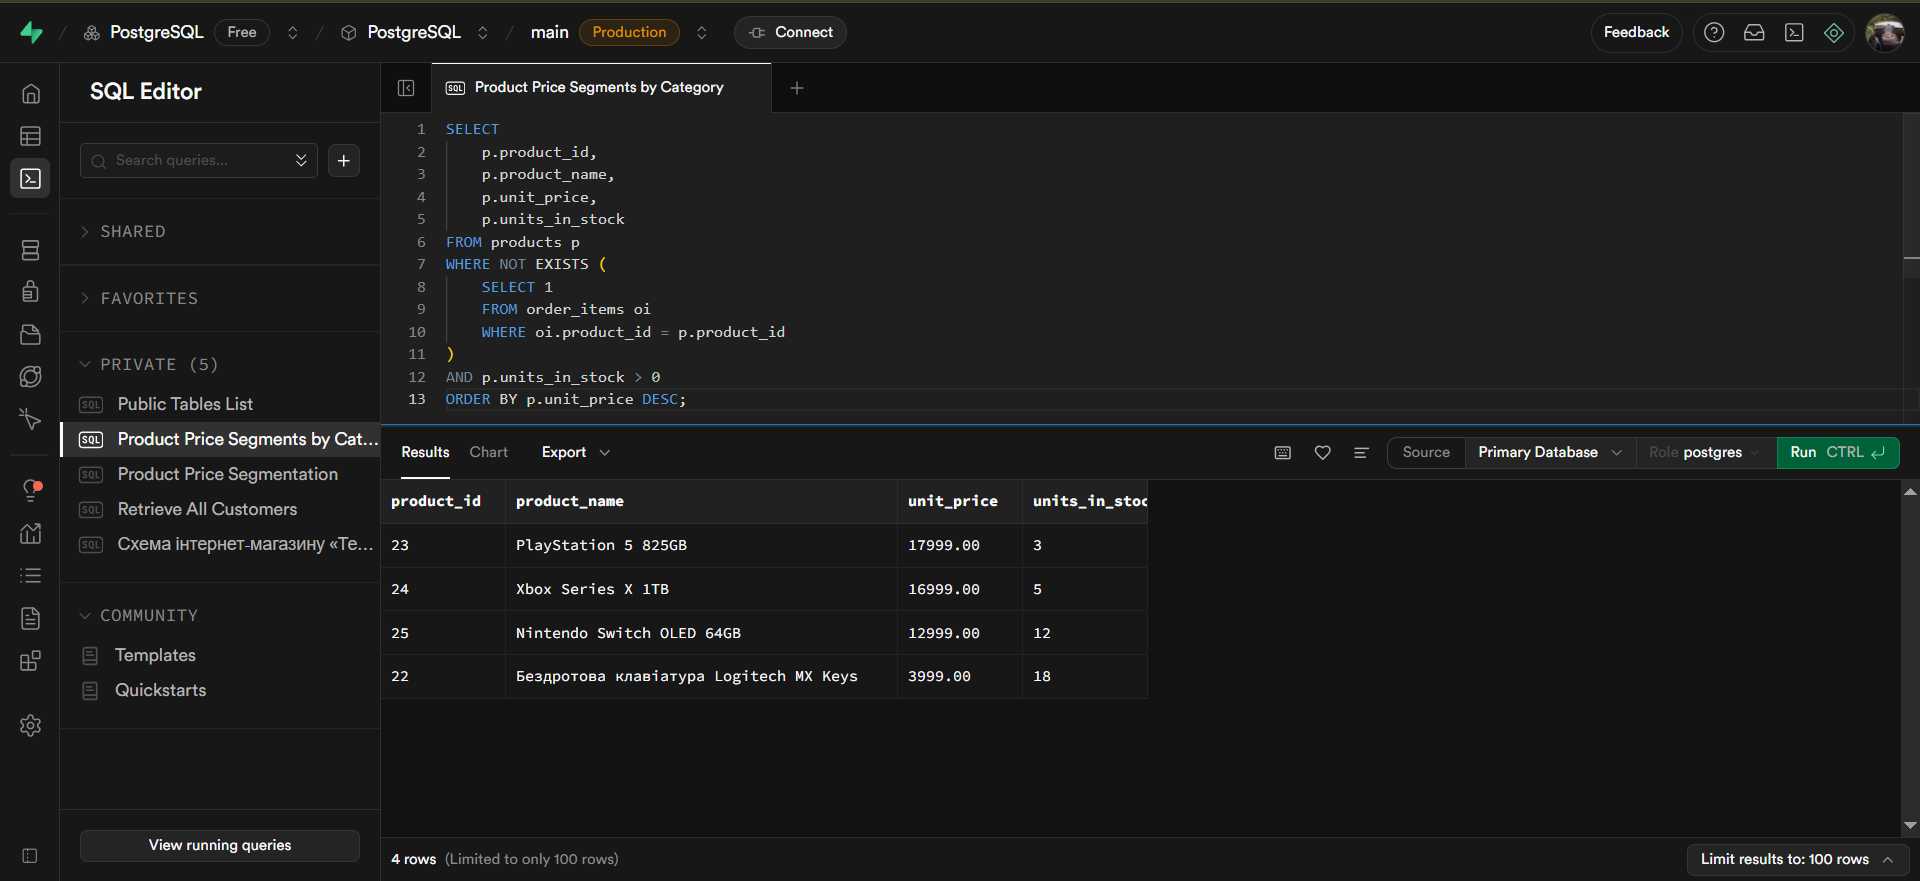 PostgreSQL Free PostgreSQL main Production Connect Feedback
SQL Editor
Search queries...
SHARED
FAVORITES
PRIVATE (5)
SQL Public Tables List
SQL Product Price Segments by Cat...
SQL Product Price Segmentation
SQL Retrieve All Customers
SQL Схема інтернет-магазину «Те...
COMMUNITY
Templates
Quickstarts
View running queries
SQL Product Price Segments by Category
1 SELECT
2 p.product_id,
3 p.product_name,
4 p.unit_price,
5 p.units_in_stock
6 FROM products p
7 WHERE NOT EXISTS (
8 SELECT 1
9 FROM order_items oi
10 WHERE oi.product_id = p.product_id
11 )
12 AND p.units_in_stock > 0
13 ORDER BY p.unit_price DESC;
Results Chart Export Source Primary Database Role postgres Run CTRL
product_id product_name unit_price units_in_stoc
23 PlayStation 5 825GB 17999.00 3
24 Xbox Series X 1TB 16999.00 5
25 Nintendo Switch OLED 64GB 12999.00 12
22 Бездротова клавіатура Logitech MX Keys 3999.00 18
4 rows (Limited to only 100 rows) Limit results to: 100 rows